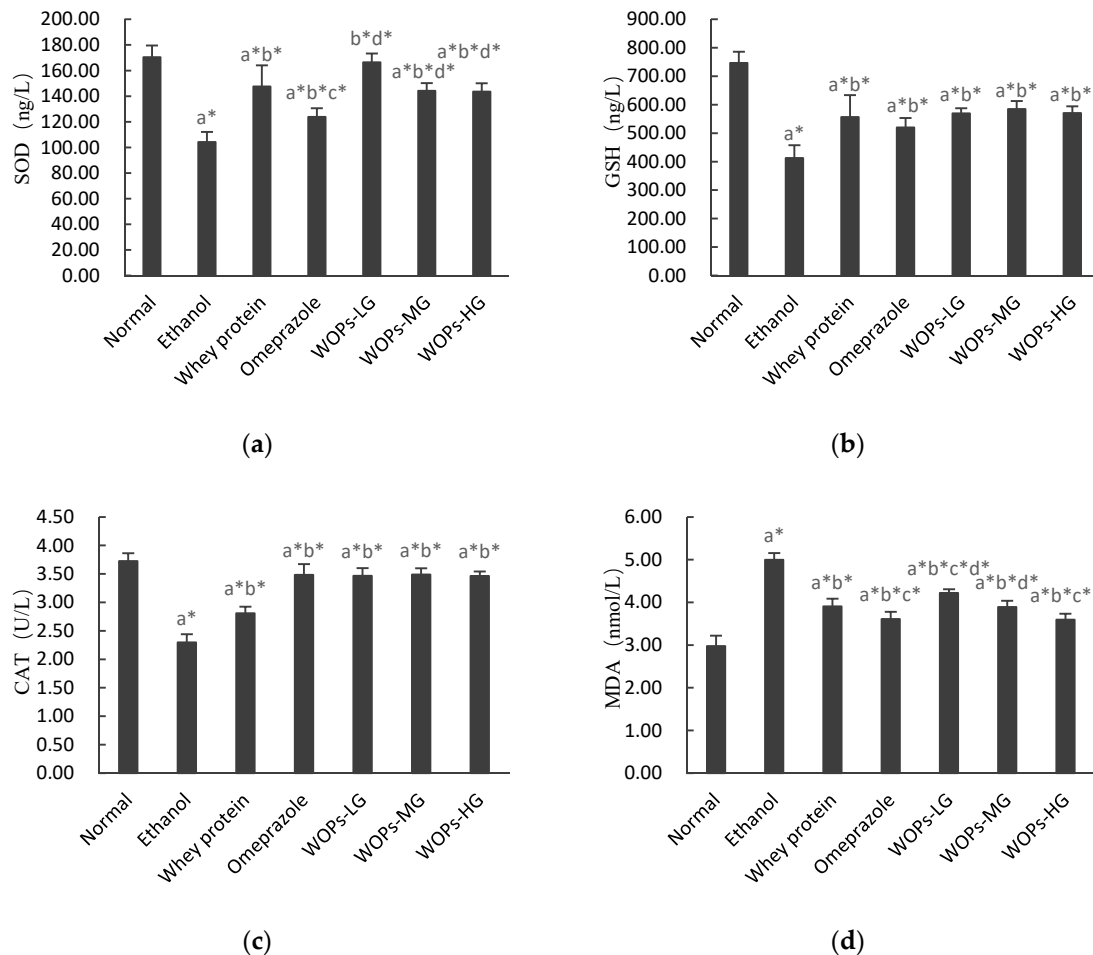 200.00
180.00
160.00
140.00
120.00
100.00
80.00
60.00
40.00
20.00
0.00
SOD（ng/L）
a*
a*b*
a*b*c*
b*d*
a*b*d*
a*b*d*
Normal
Ethanol
Whey protein
Omeprazole
WOPs-LG
WOPs-MG
WOPs-HG
(a)
900.00
800.00
700.00
600.00
500.00
400.00
300.00
200.00
100.00
0.00
GSH（ng/L）
a*
a*b*
a*b*
a*b*
a*b*
a*b*
Normal
Ethanol
Whey protein
Omeprazole
WOPs-LG
WOPs-MG
WOPs-HG
(b)
4.50
4.00
3.50
3.00
2.50
2.00
1.50
1.00
0.50
0.00
CAT（U/L）
a*
a*b*
a*b*
a*b*
a*b*
a*b*
Normal
Ethanol
Whey protein
Omeprazole
WOPs-LG
WOPs-MG
WOPs-HG
(c)
6.00
5.00
4.00
3.00
2.00
1.00
0.00
MDA（nmol/L）
a*
a*b*
a*b*c*
a*b*c*d*
a*b*d*
a*b*c*
Normal
Ethanol
Whey protein
Omeprazole
WOPs-LG
WOPs-MG
WOPs-HG
(d)